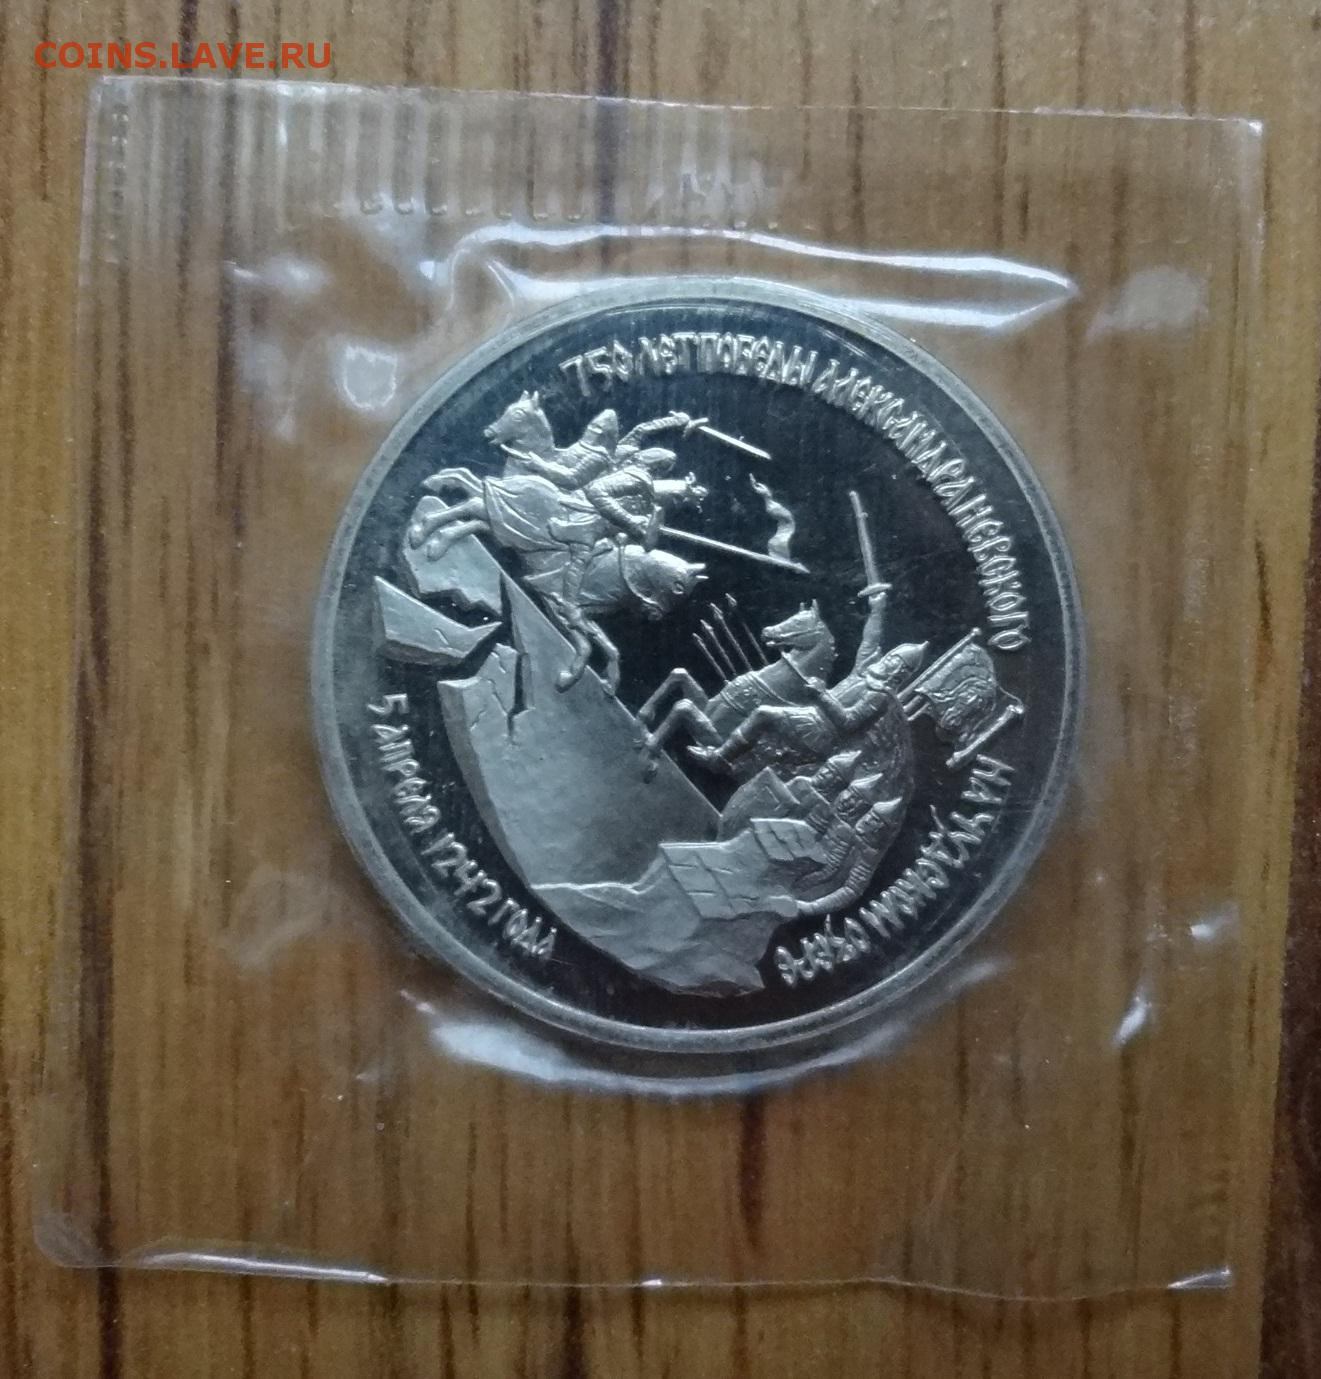 COINS.LAVE.RU
750 ЛЕТ ПОБЕДЫ АЛЕКСАНДРА НЕВСКОГО
НА ЧУДСКОМ ОЗЕРЕ
5 АПРЕЛЯ 1242 ГОДА